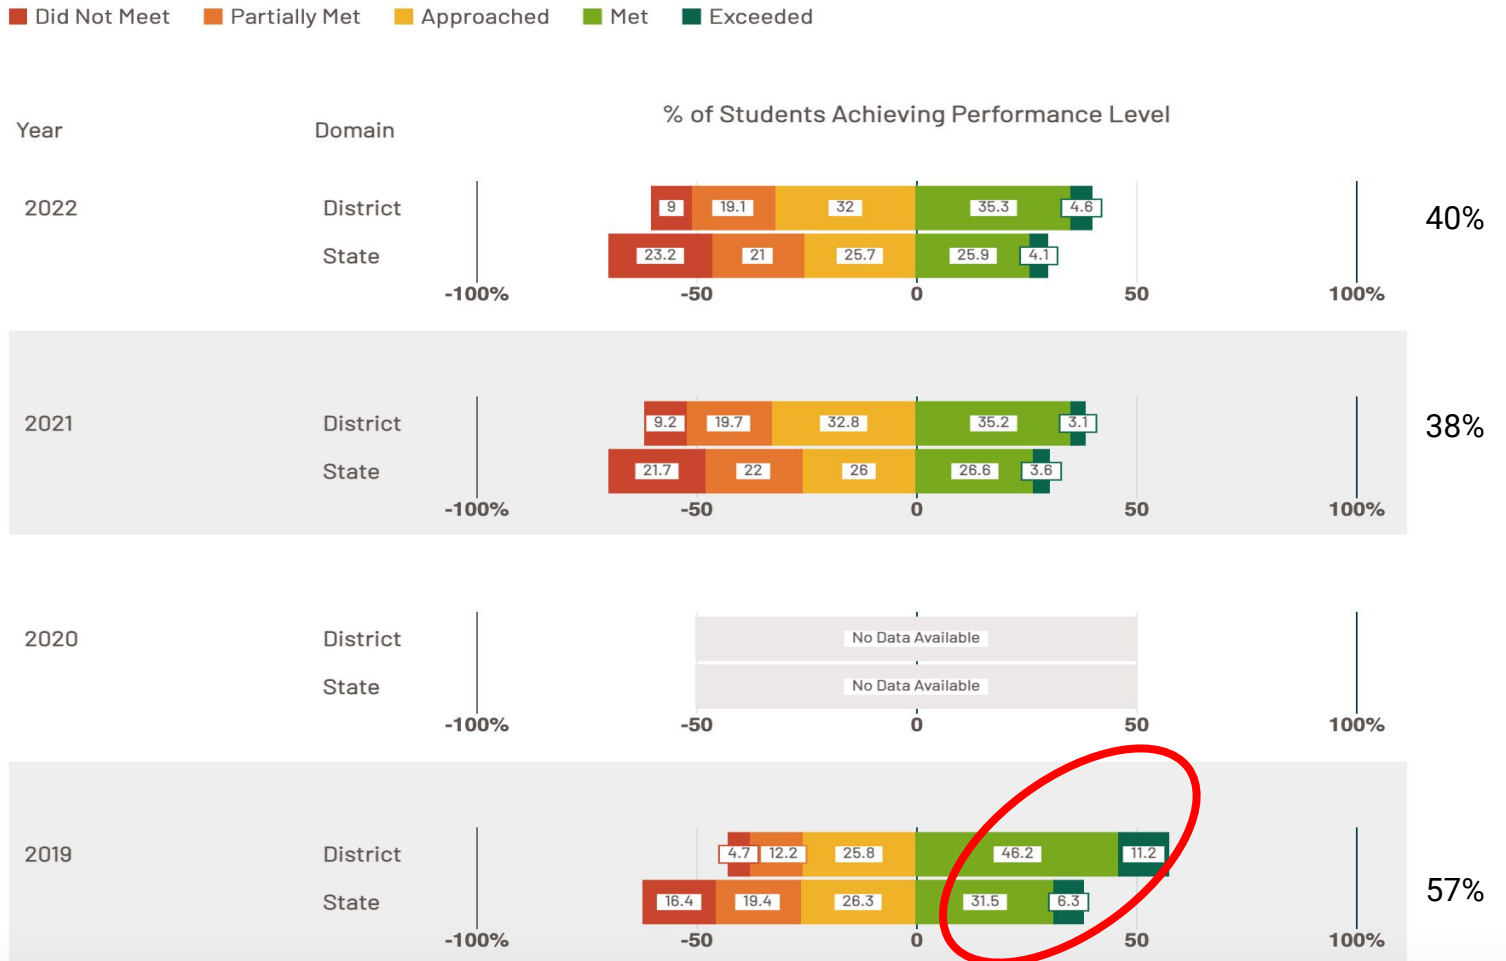 Did Not Meet Partially Met Approached Met Exceeded
% of Students Achieving Performance Level
Year Domain
2022 District 9 19.1 32 35.3 4.6 40%
State 23.2 21 25.7 25.9 4.1
-100% -50 0 50 100%
2021 District 9.2 19.7 32.8 35.2 3.1 38%
State 21.7 22 26 26.6 3.6
-100% -50 0 50 100%
2020 District No Data Available
State No Data Available
-100% -50 0 50 100%
2019 District 4.7 12.2 25.8 46.2 11.2
State 16.4 19.4 26.3 31.5 6.3 57%
-100% -50 0 50 100%